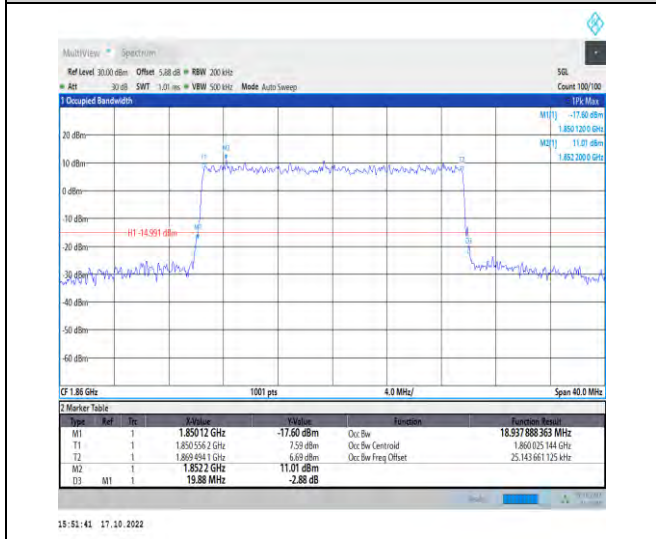 MultiView Spectrum
Ref Level 30.00 dBm Offset 5.88 dB RBW 200 kHz SGL
Att 30 dB SWT 1.01 ms VBW 500 kHz Mode Auto Sweep Count 100/100
1 Occupied Bandwidth 1Pk Max
M1[1] -17.60 dBm
1.850 120 0 GHz
M2[1] 11.01 dBm
1.852 200 0 GHz
20 dBm
10 dBm
0 dBm
-10 dBm
-20 dBm
-30 dBm
-40 dBm
-50 dBm
-60 dBm
T1
M2
T2
M1
H1 -14.991 dBm
D3
CF 1.86 GHz 1001 pts 4.0 MHz/ Span 40.0 MHz
2 Marker Table
Type Ref Trc X-Value Y-Value Function Function Result
M1 1 1.85012 GHz -17.60 dBm Occ Bw 18.937 888 363 MHz
T1 1 1.850 556 2 GHz 7.59 dBm Occ Bw Centroid 1.860 025 144 GHz
T2 1 1.869 494 1 GHz 6.69 dBm Occ Bw Freq Offset 25.143 661 125 kHz
M2 1 1.852 2 GHz 11.01 dBm
D3 M1 1 19.88 MHz -2.88 dB
15:51:41 17.10.2022